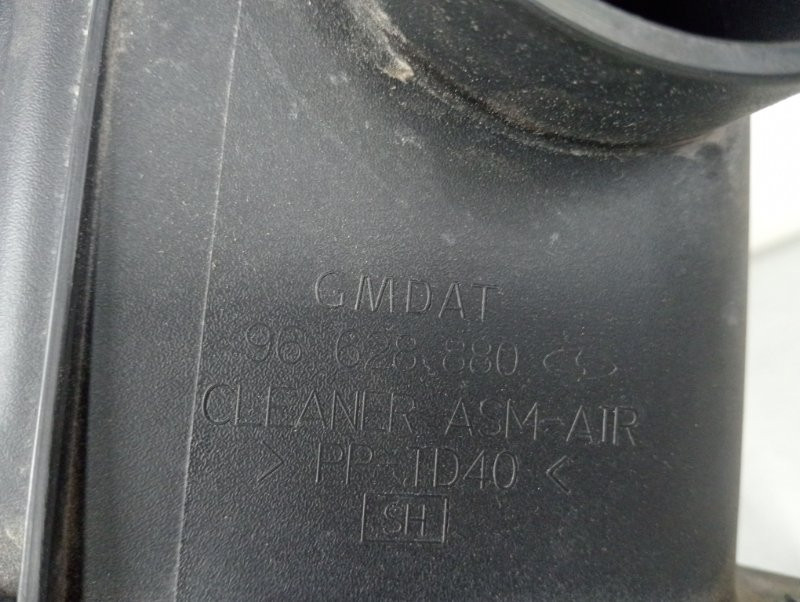 GMDAT
96 628 880
CLEANER ASM-AIR
> PP TD40 <
SH